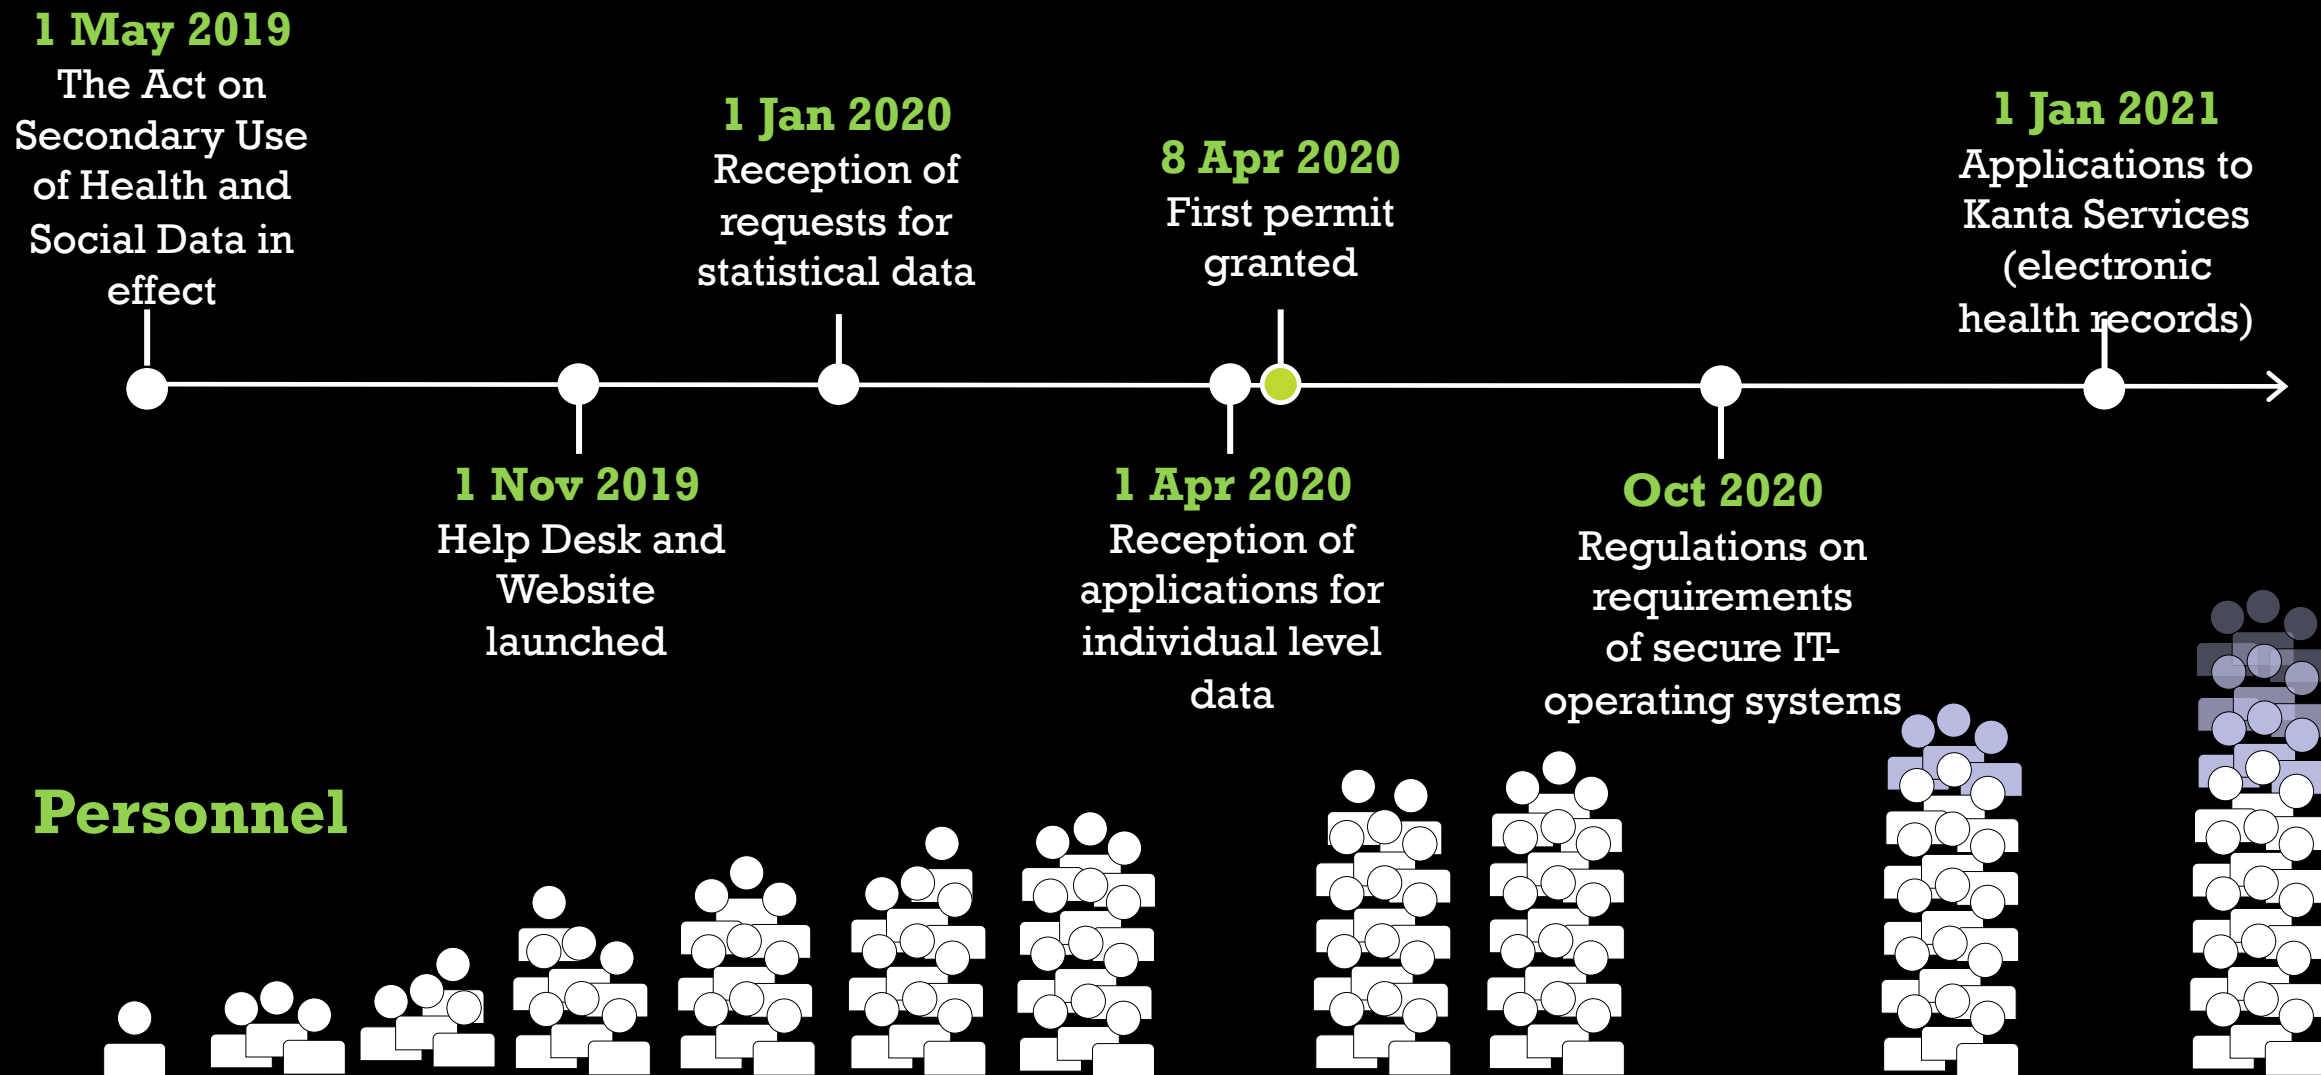 1 May 2019
The Act on
Secondary Use
of Health and
Social Data in
effect
1 Nov 2019
Help Desk and
Website
launched
1 Jan 2020
Reception of
requests for
statistical data
1 Apr 2020
Reception of
applications for
individual level
data
8 Apr 2020
First permit
granted
Oct 2020
Regulations on
requirements
of secure IT-
operating systems
1 Jan 2021
Applications to
Kanta Services
(electronic
health records)
Personnel